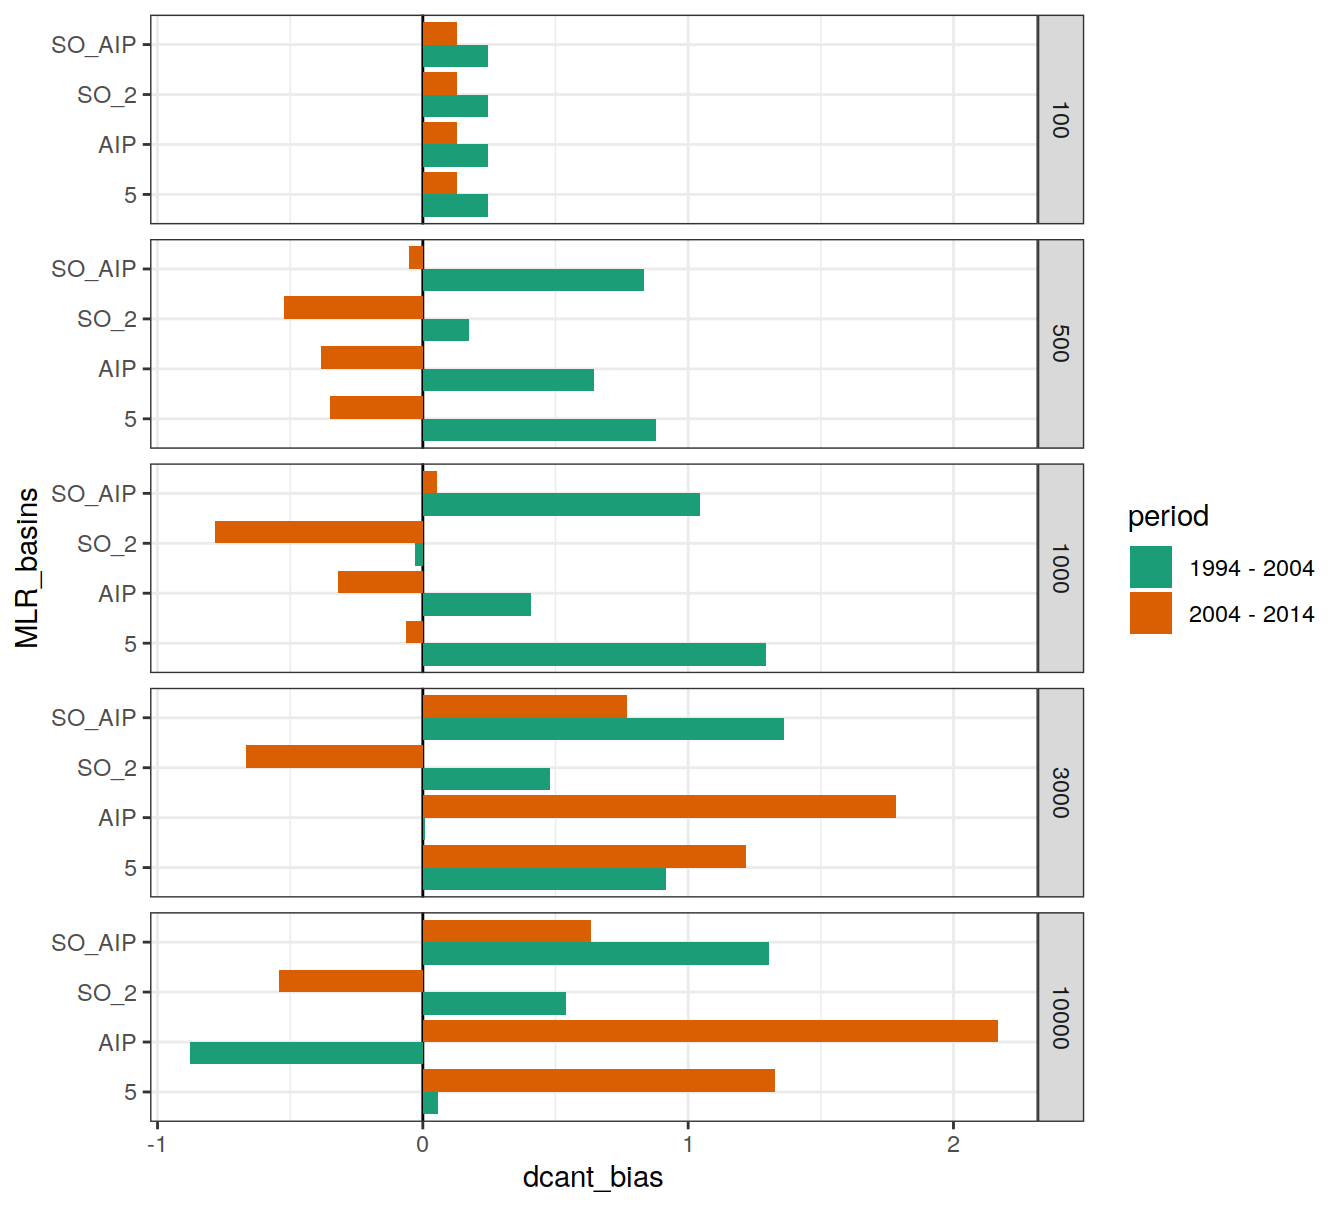 SO_AIP
SO_2
AIP
5
100
SO_AIP
SO_2
AIP
5
500
SO_AIP
SO_2
AIP
5
1000
SO_AIP
SO_2
AIP
5
3000
SO_AIP
SO_2
AIP
5
10000
-1 0 1 2
dcant_bias
MLR_basins
period
1994 - 2004
2004 - 2014